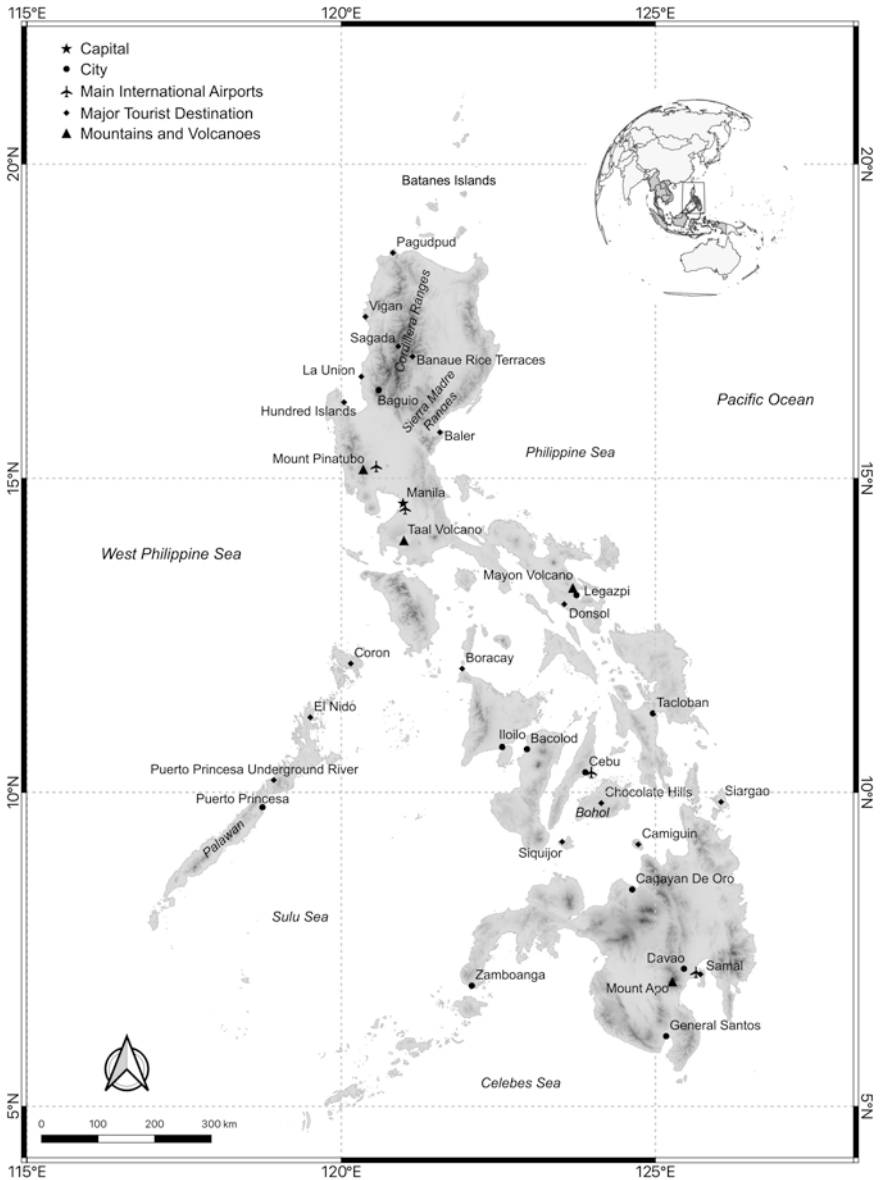 115°E 120°E 125°E
Capital
City
Main International Airports
Major Tourist Destination
Mountains and Volcanoes
20°N 20°N
Batanes Islands
Pagudpud
Cordillera Ranges
Vigan
Sagada
Banaue Rice Terraces
La Union
Baguio
Hundred Islands
Sierra Madre
Ranges
Pacific Ocean
Baler
Philippine Sea
Mount Pinatubo
15°N 15°N
Manila
Taal Volcano
West Philippine Sea
Mayon Volcano
Legazpi
Donsol
Coron
Boracay
El Nido
Tacloban
Iloilo
Bacolod
Cebu
Puerto Princesa Underground River
10°N 10°N
Puerto Princesa
Chocolate Hills
Siargao
Bohol
Palawan
Siquijor
Camiguin
Cagayan De Oro
Sulu Sea
Davao
Samal
Zamboanga
Mount Apo
General Santos
Celebes Sea
5°N 5°N
0 100 200 300 km
115°E 120°E 125°E